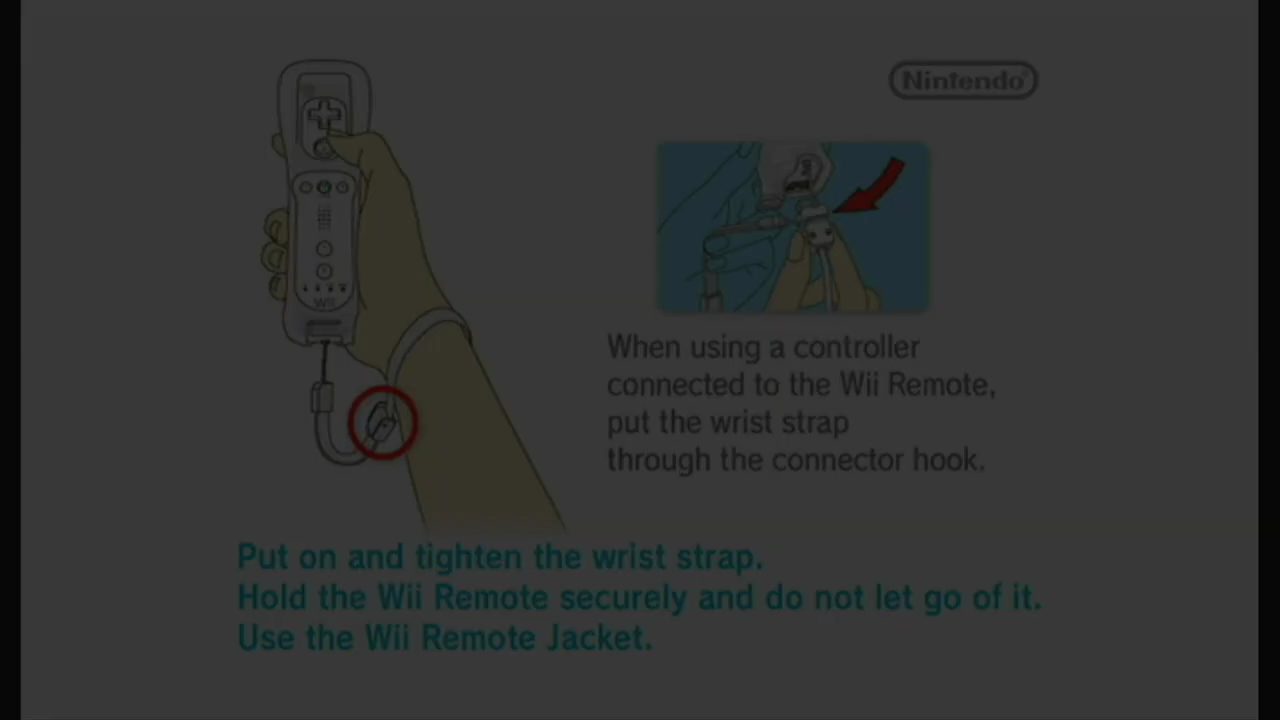 Nintendo®
Wii
When using a controller
connected to the Wii Remote,
put the wrist strap
through the connector hook.
Put on and tighten the wrist strap.
Hold the Wii Remote securely and do not let go of it.
Use the Wii Remote Jacket.